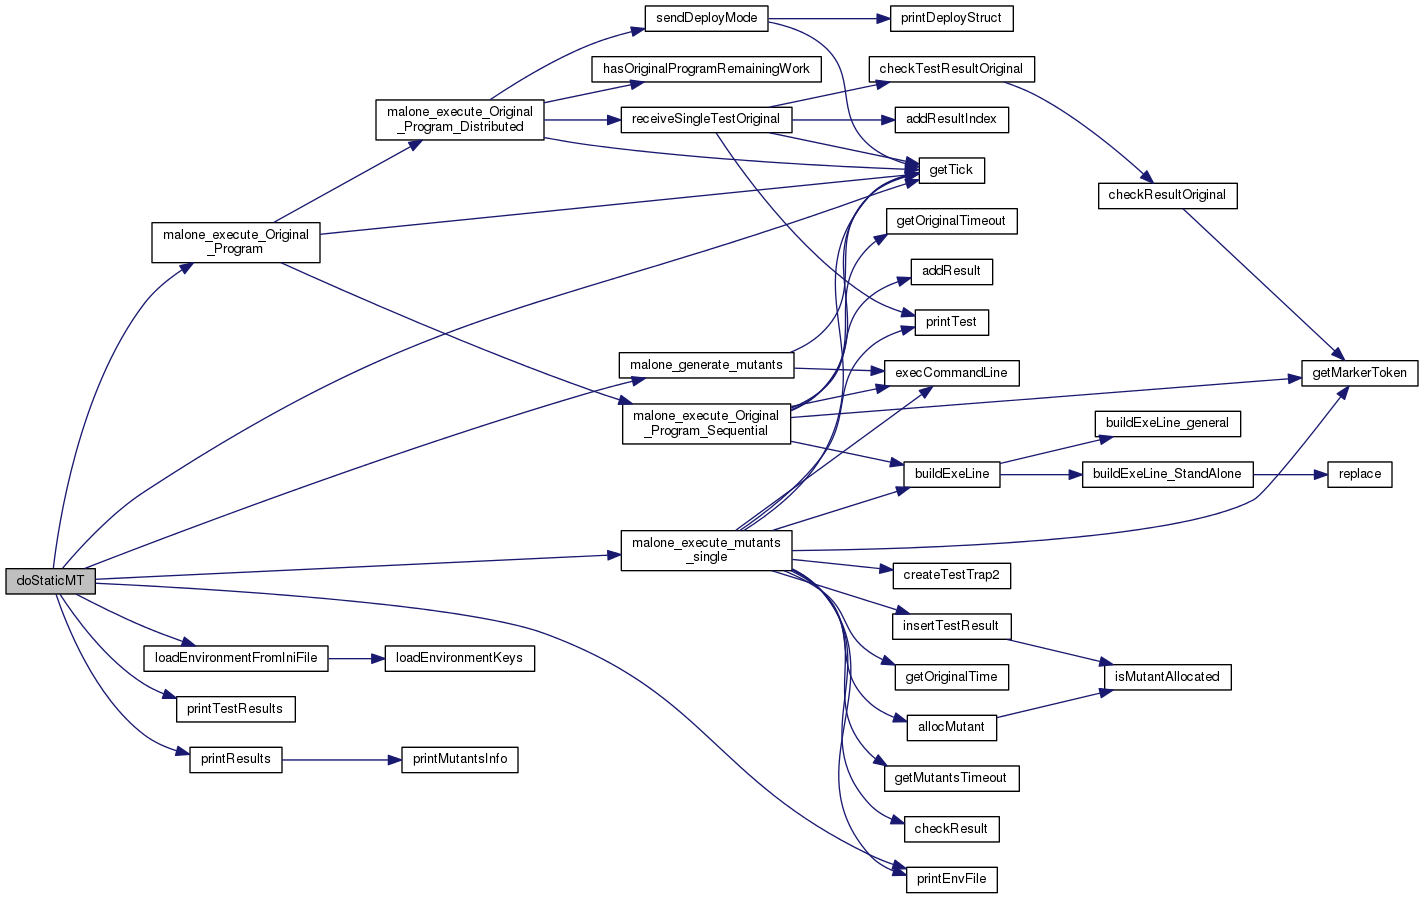 sendDeployMode
printDeployStruct
hasOriginalProgramRemainingWork
checkTestResultOriginal
malone_execute_Original
_Program_Distributed
receiveSingleTestOriginal
addResultIndex
getTick
checkResultOriginal
malone_execute_Original
_Program
getOriginalTimeout
addResult
printTest
malone_generate_mutants
execCommandLine
getMarkerToken
malone_execute_Original
_Program_Sequential
buildExeLine_general
buildExeLine
buildExeLine_StandAlone
replace
malone_execute_mutants
_single
doStaticMT
createTestTrap2
insertTestResult
loadEnvironmentFromIniFile
loadEnvironmentKeys
getOriginalTime
isMutantAllocated
printTestResults
allocMutant
printResults
printMutantsInfo
getMutantsTimeout
checkResult
printEnvFile